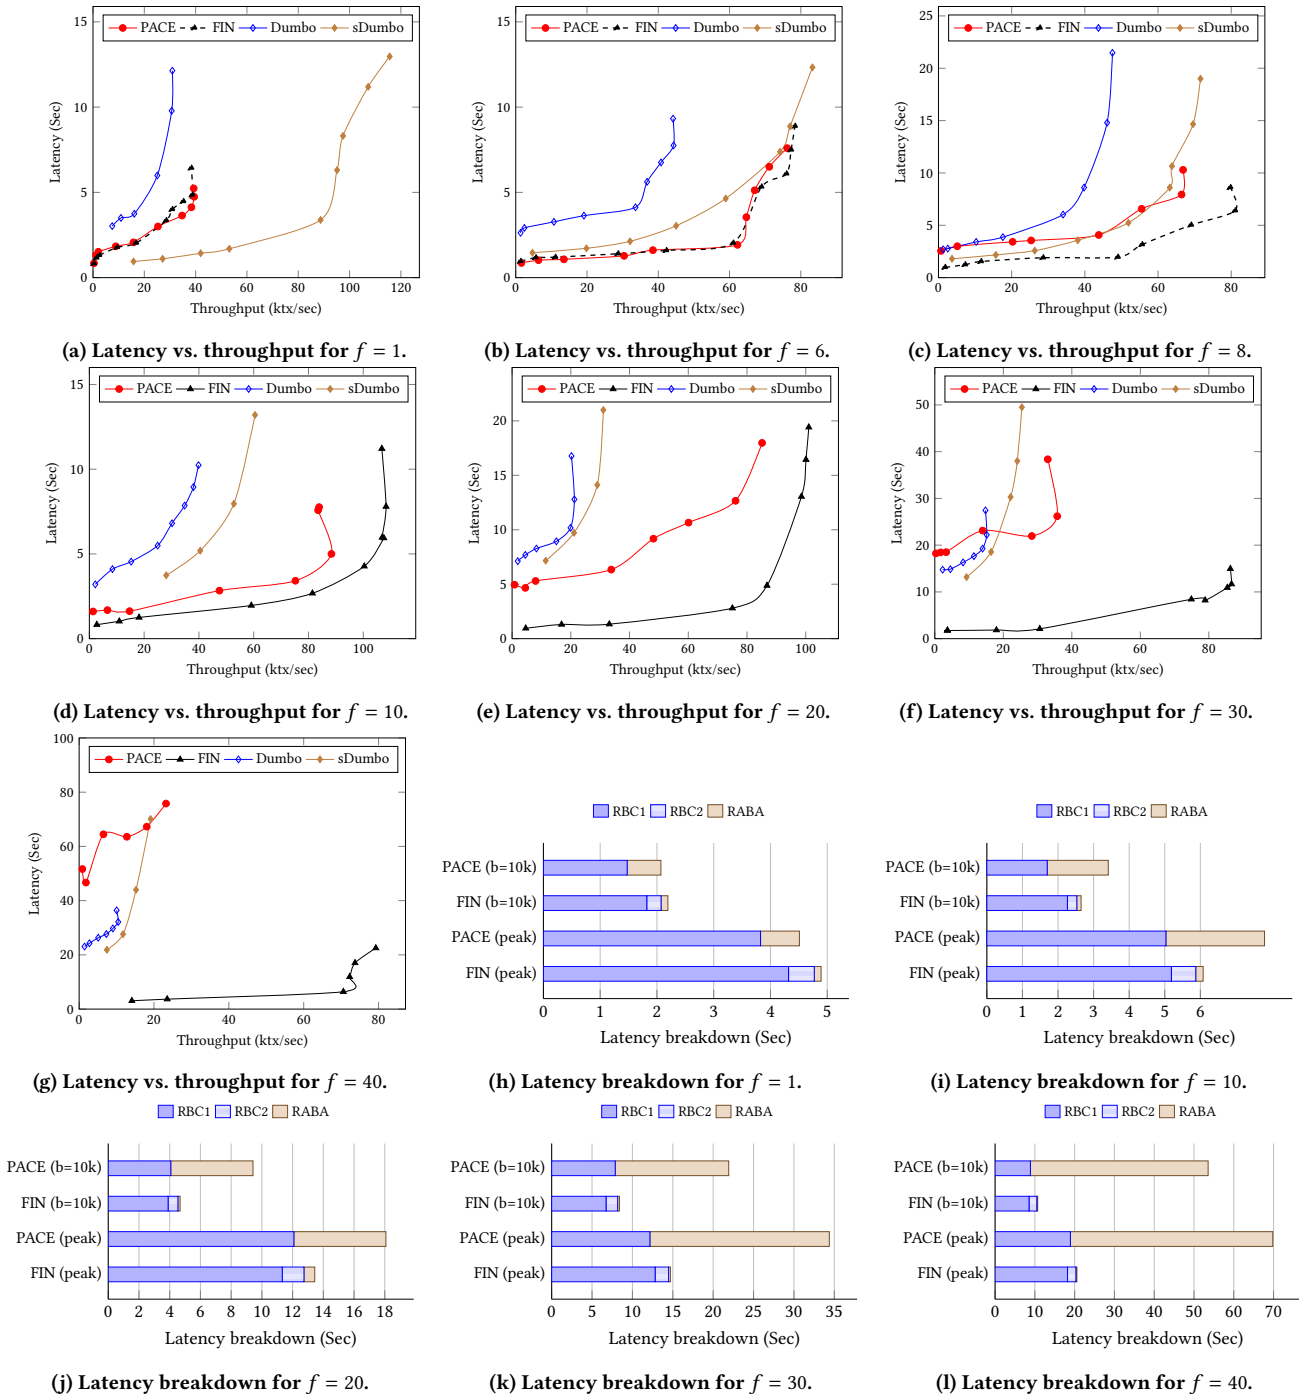 PACE FIN Dumbo sDumbo
15
10
5
0
Latency (Sec)
0 20 40 60 80 100 120
Throughput (ktx/sec)
(a) Latency vs. throughput for f = 1.
PACE FIN Dumbo sDumbo
15
10
5
0
Latency (Sec)
0 20 40 60 80
Throughput (ktx/sec)
(b) Latency vs. throughput for f = 6.
PACE FIN Dumbo sDumbo
25
20
15
10
5
0
Latency (Sec)
0 20 40 60 80
Throughput (ktx/sec)
(c) Latency vs. throughput for f = 8.
PACE FIN Dumbo sDumbo
15
10
5
0
Latency (Sec)
0 20 40 60 80 100
Throughput (ktx/sec)
(d) Latency vs. throughput for f = 10.
PACE FIN Dumbo sDumbo
20
15
10
5
0
Latency (Sec)
0 20 40 60 80 100
Throughput (ktx/sec)
(e) Latency vs. throughput for f = 20.
PACE FIN Dumbo sDumbo
50
40
30
20
10
0
Latency (Sec)
0 20 40 60 80
Throughput (ktx/sec)
(f) Latency vs. throughput for f = 30.
PACE FIN Dumbo sDumbo
100
80
60
40
20
0
Latency (Sec)
0 20 40 60 80
Throughput (ktx/sec)
(g) Latency vs. throughput for f = 40.
RBC1 RBC2 RABA
PACE (b=10k)
FIN (b=10k)
PACE (peak)
FIN (peak)
0 1 2 3 4 5
Latency breakdown (Sec)
(h) Latency breakdown for f = 1.
RBC1 RBC2 RABA
PACE (b=10k)
FIN (b=10k)
PACE (peak)
FIN (peak)
0 1 2 3 4 5 6
Latency breakdown (Sec)
(i) Latency breakdown for f = 10.
RBC1 RBC2 RABA
PACE (b=10k)
FIN (b=10k)
PACE (peak)
FIN (peak)
0 2 4 6 8 10 12 14 16 18
Latency breakdown (Sec)
(j) Latency breakdown for f = 20.
RBC1 RBC2 RABA
PACE (b=10k)
FIN (b=10k)
PACE (peak)
FIN (peak)
0 5 10 15 20 25 30 35
Latency breakdown (Sec)
(k) Latency breakdown for f = 30.
RBC1 RBC2 RABA
PACE (b=10k)
FIN (b=10k)
PACE (peak)
FIN (peak)
0 10 20 30 40 50 60 70
Latency breakdown (Sec)
(l) Latency breakdown for f = 40.